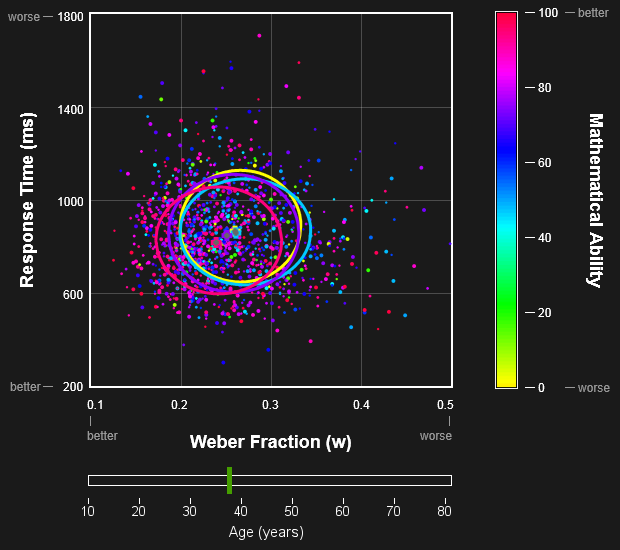 worse
1800
1400
1000
600
better
200
Response Time (ms)
0.1
0.2
0.3
0.4
0.5
better
worse
Weber Fraction (w)
10
20
30
40
50
60
70
80
Age (years)
100
better
80
60
40
20
0
worse
Mathematical Ability